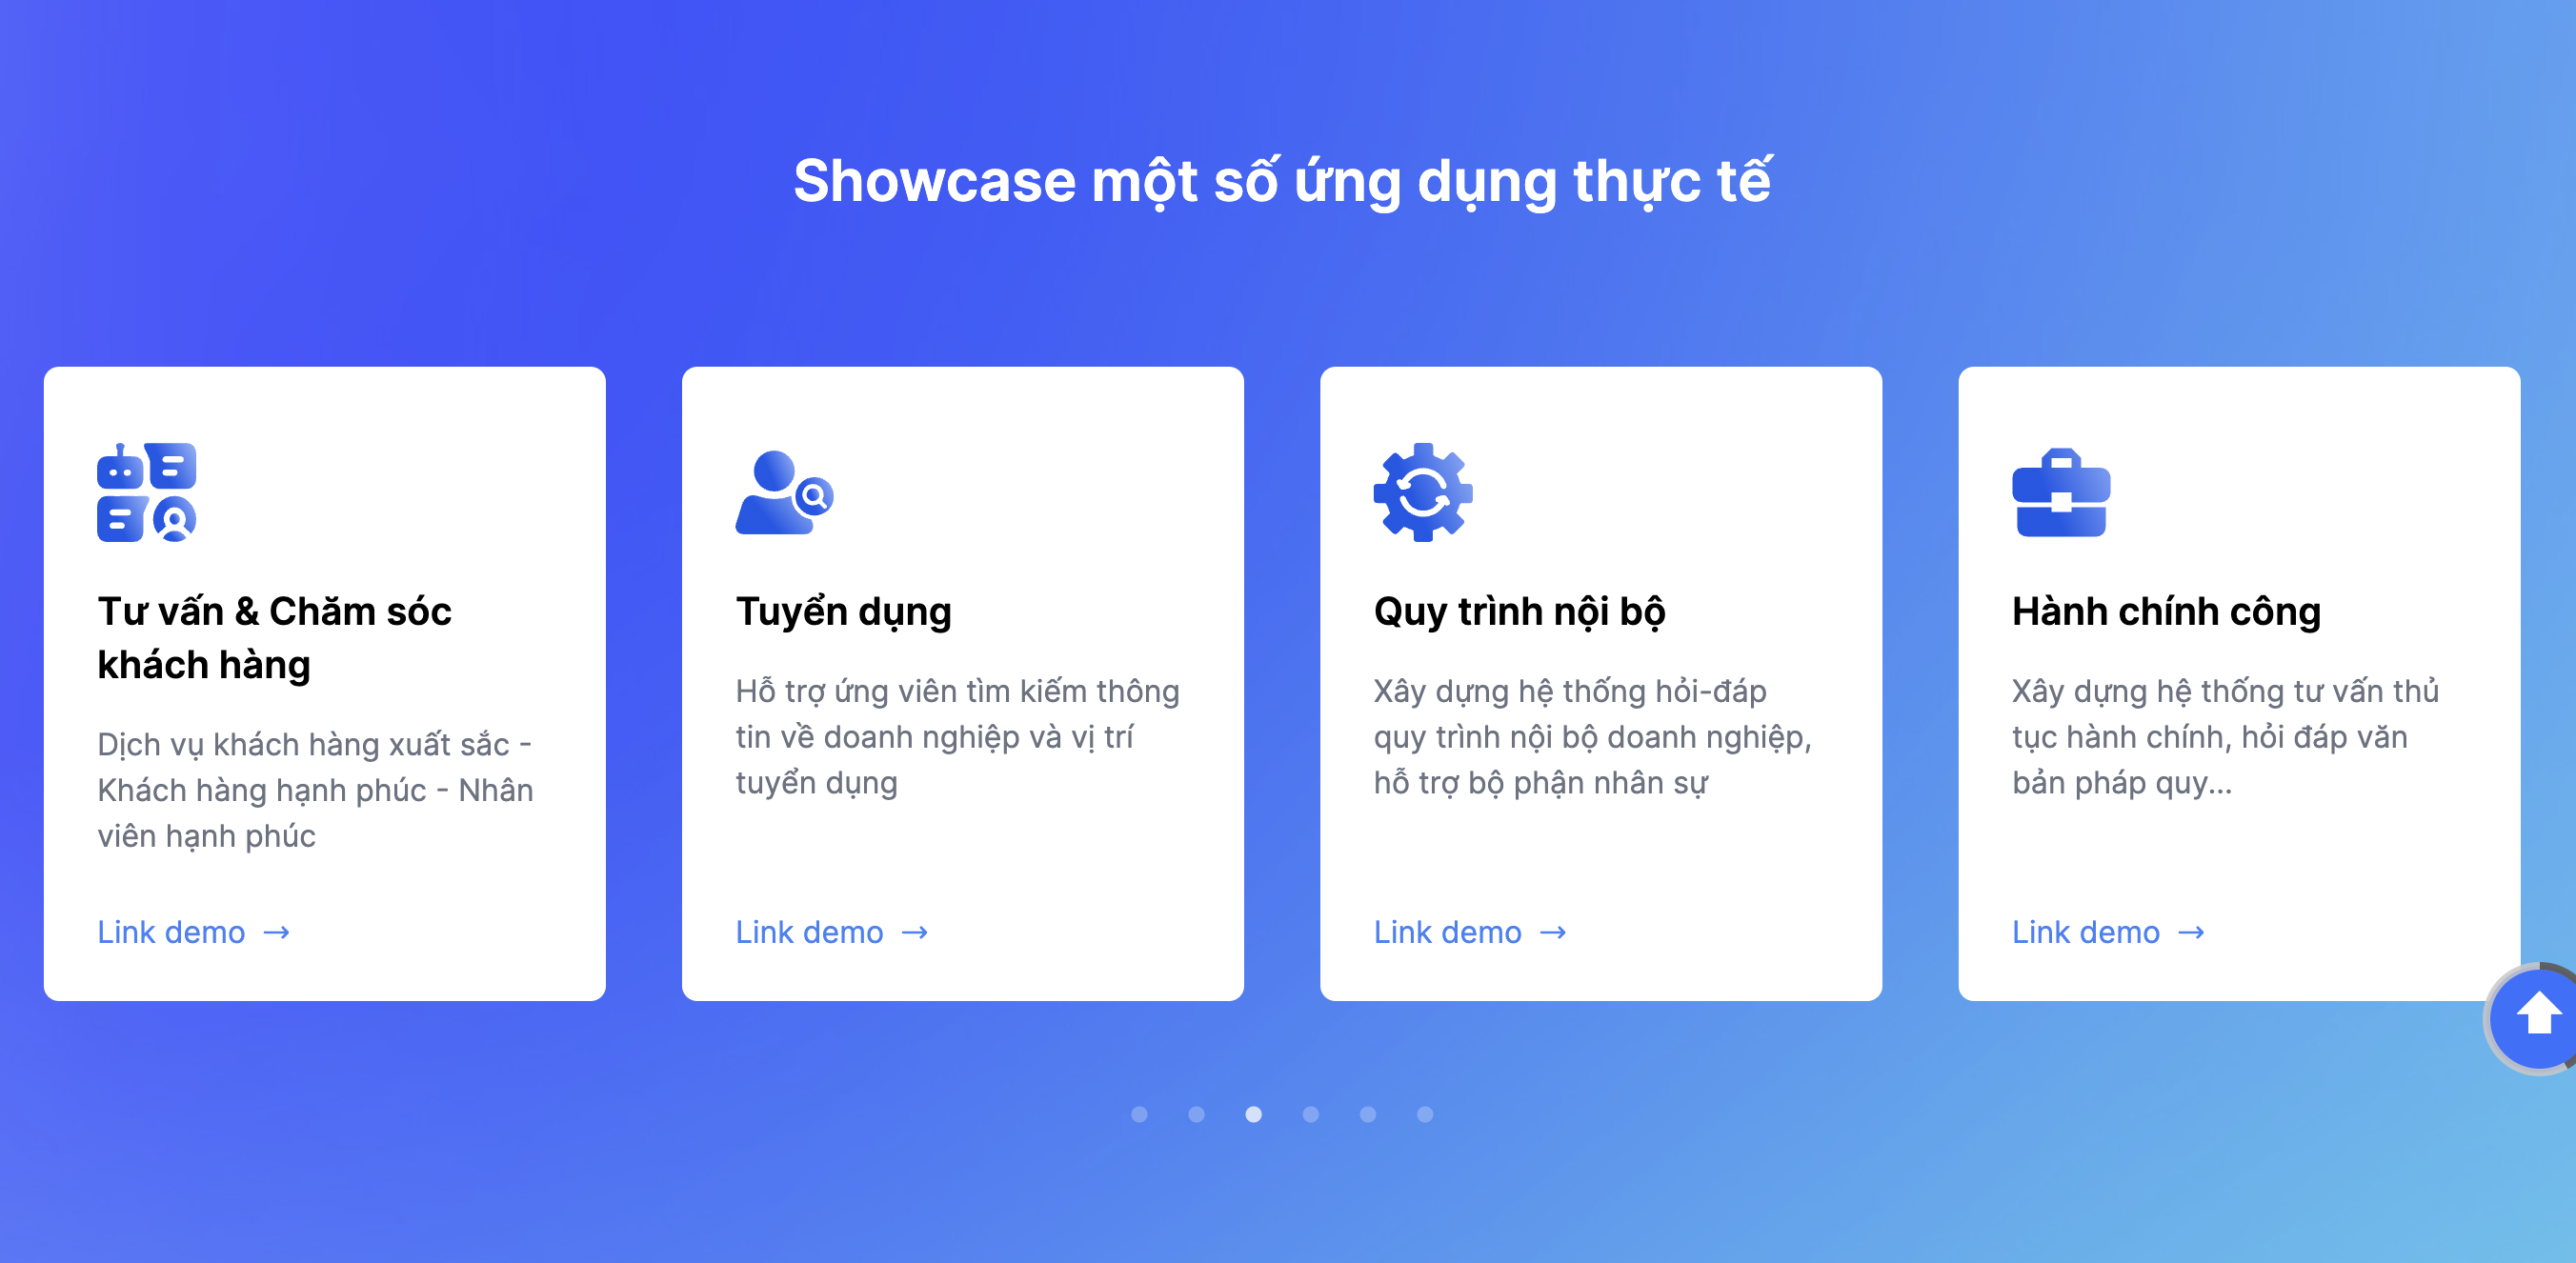 Showcase một số ứng dụng thực tế
Tư vấn & Chăm sóc
khách hàng
Dịch vụ khách hàng xuất sắc -
Khách hàng hạnh phúc - Nhân
viên hạnh phúc
Link demo →
Tuyển dụng
Hỗ trợ ứng viên tìm kiếm thông
tin về doanh nghiệp và vị trí
tuyển dụng
Link demo →
Quy trình nội bộ
Xây dựng hệ thống hỏi-đáp
quy trình nội bộ doanh nghiệp,
hỗ trợ bộ phận nhân sự
Link demo →
Hành chính công
Xây dựng hệ thống tư vấn thủ
tục hành chính, hỏi đáp văn
bản pháp quy...
Link demo →